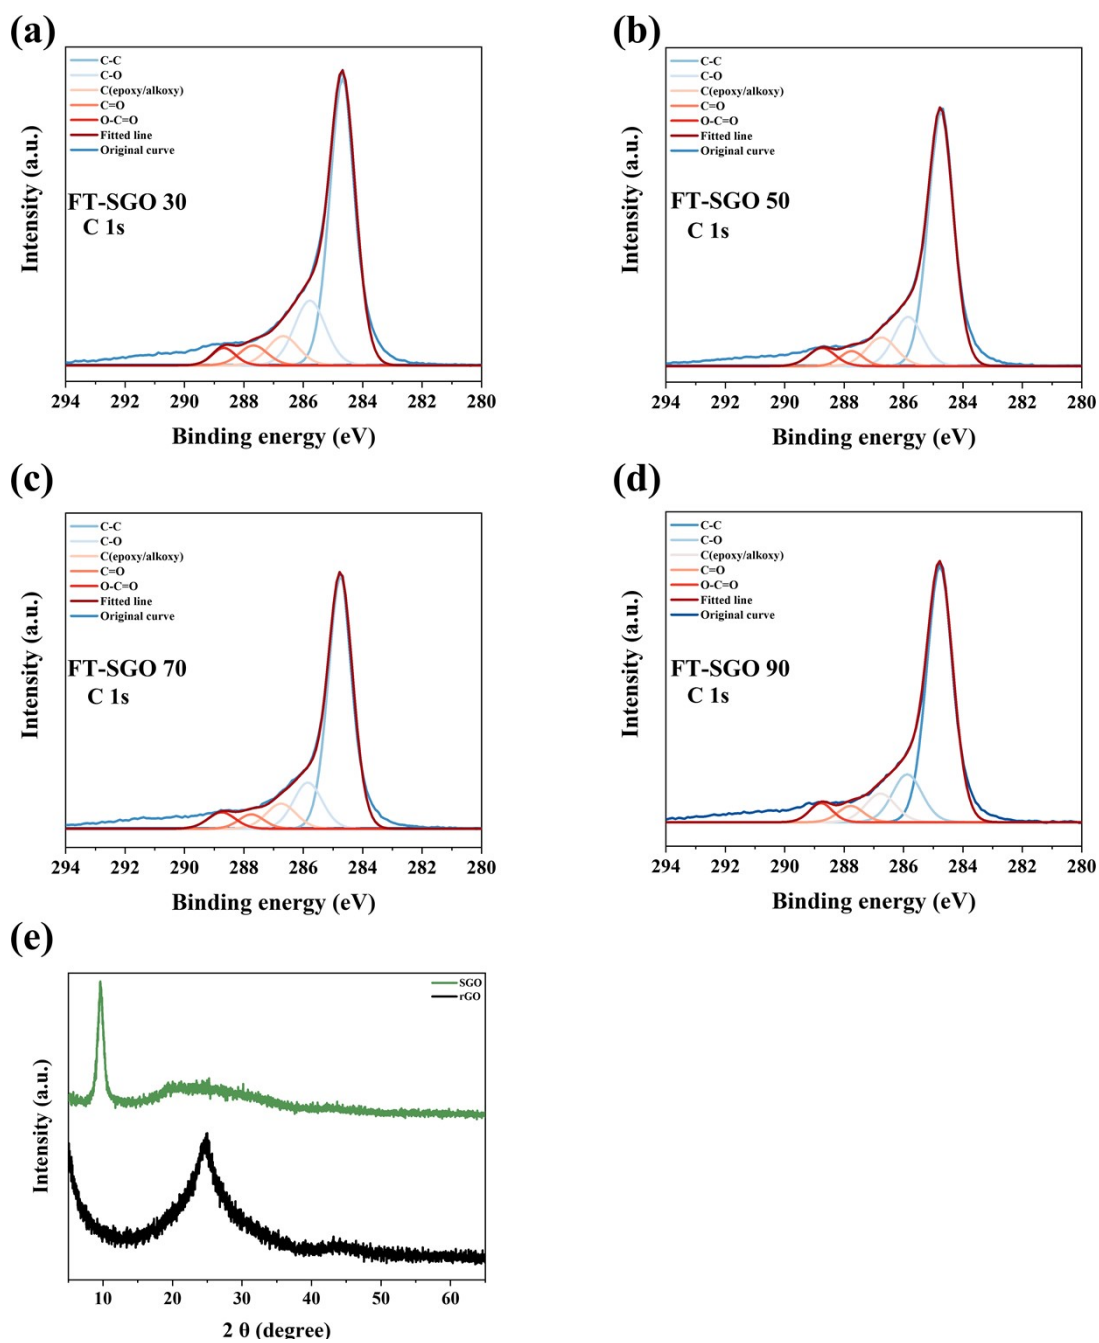 (a)
C-C
C-O
C(epoxy/alkoxy)
C=O
O-C=O
Fitted line
Original curve
FT-SGO 30
C 1s
Intensity (a.u.)
294 292 290 288 286 284 282 280
Binding energy (eV)
(b)
C-C
C-O
C(epoxy/alkoxy)
C=O
O-C=O
Fitted line
Original curve
FT-SGO 50
C 1s
Intensity (a.u.)
294 292 290 288 286 284 282 280
Binding energy (eV)
(c)
C-C
C-O
C(epoxy/alkoxy)
C=O
O-C=O
Fitted line
Original curve
FT-SGO 70
C 1s
Intensity (a.u.)
294 292 290 288 286 284 282 280
Binding energy (eV)
(d)
C-C
C-O
C(epoxy/alkoxy)
C=O
O-C=O
Fitted line
Original curve
FT-SGO 90
C 1s
Intensity (a.u.)
294 292 290 288 286 284 282 280
Binding energy (eV)
(e)
SGO
rGO
Intensity (a.u.)
10 20 30 40 50 60
2 θ (degree)